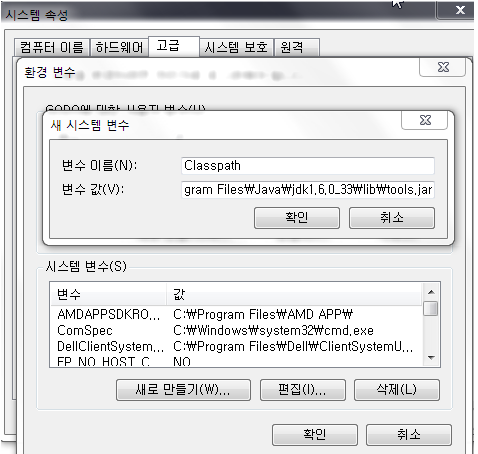 시스템 속성
컴퓨터 이름 하드웨어 고급 시스템 보호 원격
환경 변수
GODO에 대한 사용자 변수(U)
새 시스템 변수
변수 이름(N): Classpath
변수 값(V): gram Files₩Java₩jdk1.6.0_33₩lib₩tools.jar
확인 취소
시스템 변수(S)
변수 값
AMDAPPSDKRO... C:₩Program Files₩AMD APP₩
ComSpec C:₩Windows₩system32₩cmd.exe
DellClientSystem... C:₩Program Files₩Dell₩ClientSystemU...
FP_NO_HOST_C... NO
새로 만들기(W)... 편집(I)... 삭제(L)
확인 취소